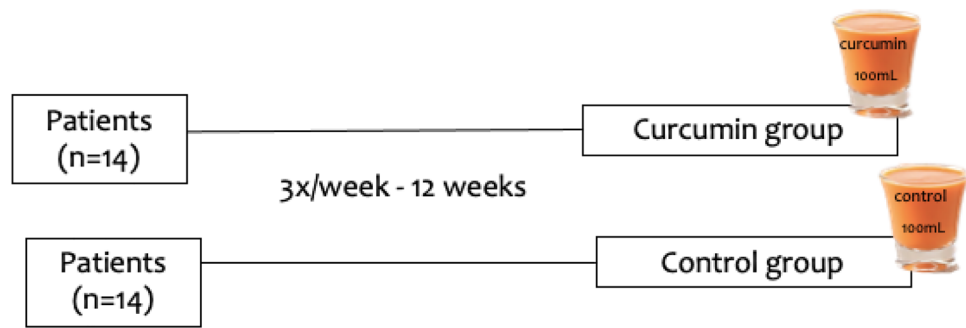 curcumin
100mL
Patients
(n=14)
Curcumin group
3x/week - 12 weeks
control
100mL
Patients
(n=14)
Control group